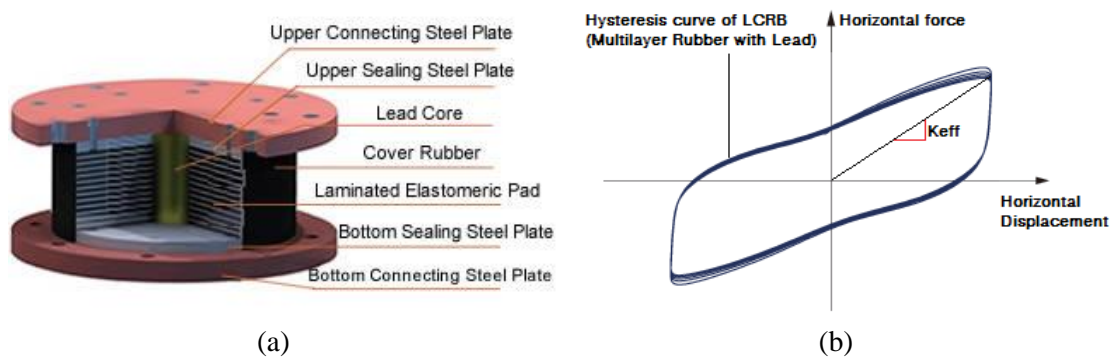 Upper Connecting Steel Plate
Upper Sealing Steel Plate
Lead Core
Cover Rubber
Laminated Elastomeric Pad
Bottom Sealing Steel Plate
Bottom Connecting Steel Plate
(a)
Hysteresis curve of LCRB
(Multilayer Rubber with Lead)
Horizontal force
Keff
Horizontal
Displacement
(b)